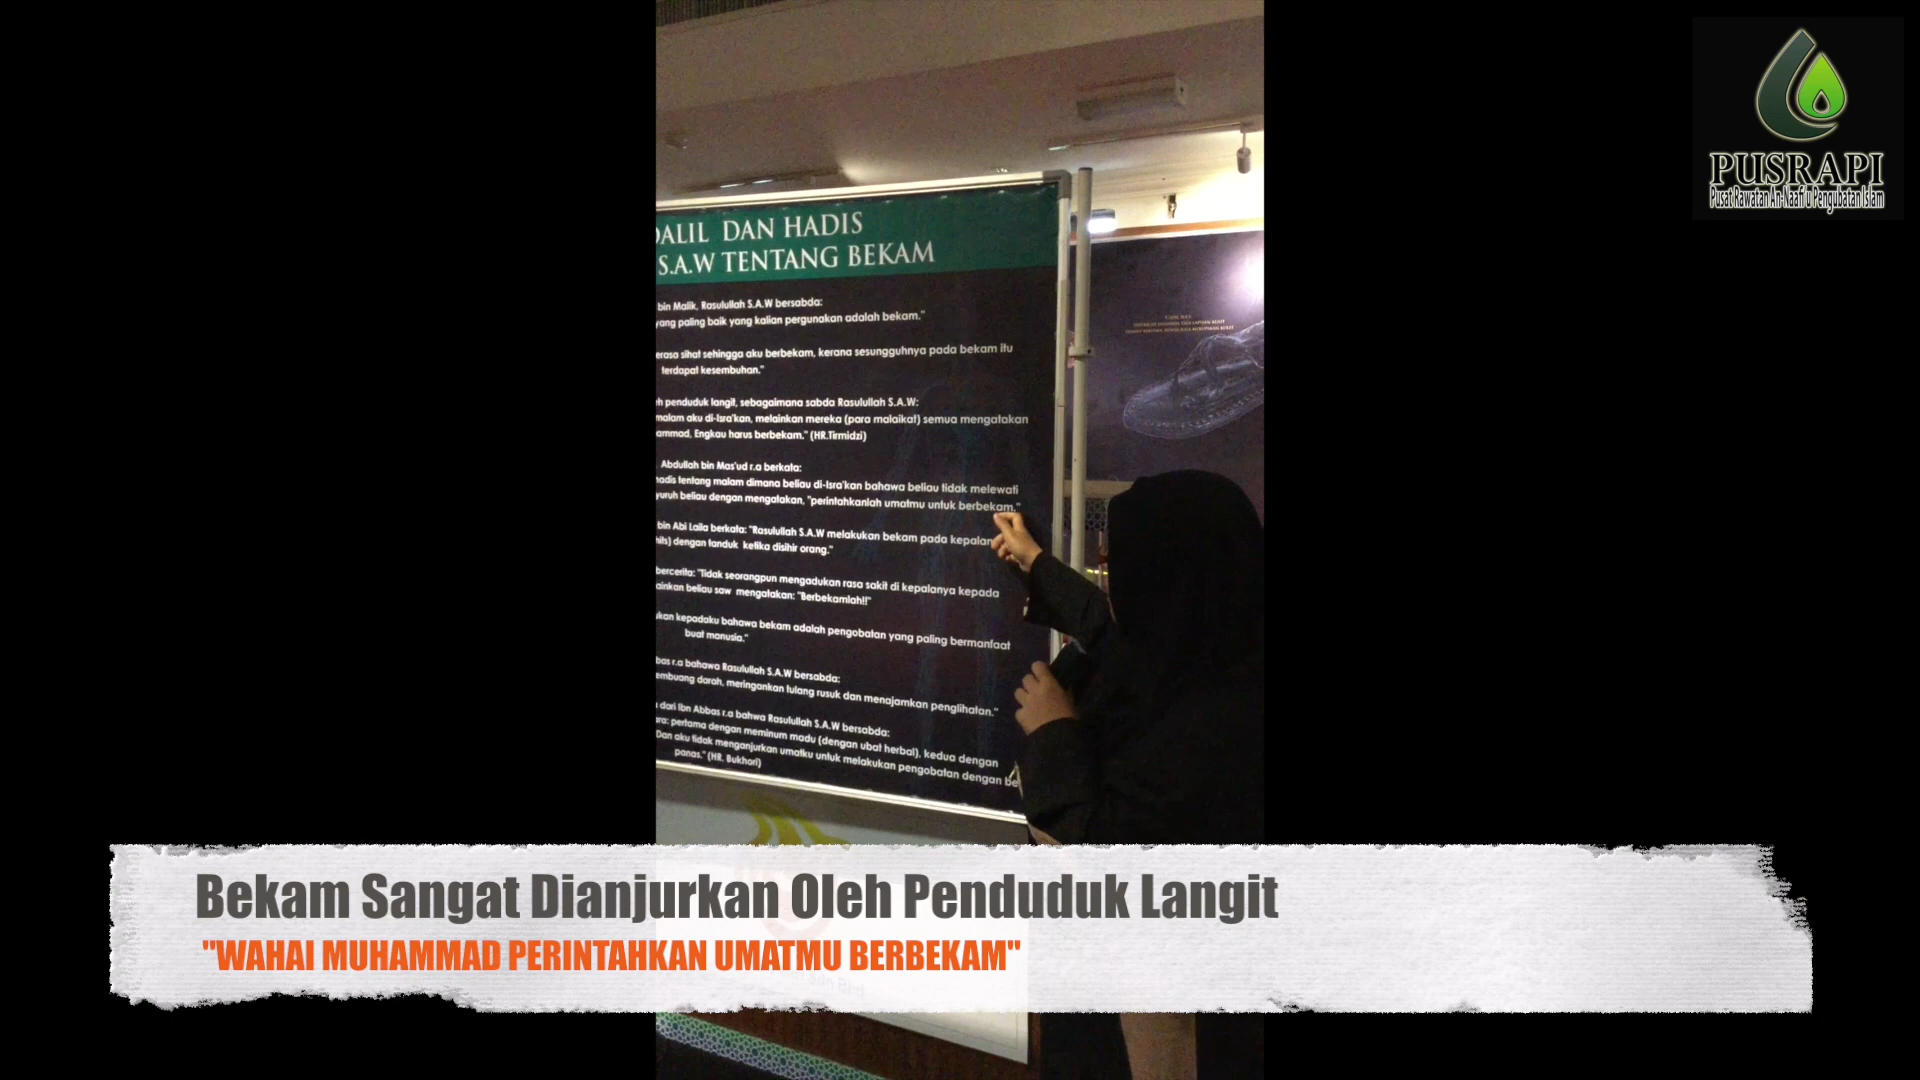 PUSRAPI
Pusat Rawatan An-Naafi'u Pengubatan Islam
DALIL DAN HADIS
S.A.W TENTANG BEKAM
bin Malik, Rasulullah S.A.W bersabda:
yang paling baik yang kalian pergunakan adalah bekam."
erasa sihat sehingga aku berbekam, kerana sesungguhnya pada bekam itu
terdapat kesembuhan."
eh penduduk langit, sebagaimana sabda Rasulullah S.A.W:
malam aku di-Isra'kan, melainkan mereka (para malaikat) semua mengatakan
ammad, Engkau harus berbekam." (HR.Tirmidzi)
Abdullah bin Mas'ud r.a berkata:
hadis tentang malam dimana beliau di-Isra'kan bahawa beliau tidak melewati
yuruh beliau dengan mengatakan, "perintahkanlah umatmu untuk berbekam."
bin Abi Laila berkata: "Rasulullah S.A.W melakukan bekam pada kepalan
hits) dengan tanduk ketika disihir orang."
bercerita: "Tidak seorangpun mengadukan rasa sakit di kepalanya kepada
ainkan beliau saw mengatakan: "Berbekamlah!!"
ukan kepadaku bahawa bekam adalah pengobatan yang paling bermanfaat
buat manusia."
bas r.a bahawa Rasulullah S.A.W bersabda:
embuang darah, meringankan tulang rusuk dan menajamkan penglihatan."
dari Ibn Abbas r.a bahwa Rasulullah S.A.W bersabda:
ara: pertama dengan meminum madu (dengan ubat herbal), kedua dengan
Dan aku tidak menganjurkan umatku untuk melakukan pengobatan dengan be
panas." (HR. Bukhori)
Bekam Sangat Dianjurkan Oleh Penduduk Langit
"WAHAI MUHAMMAD PERINTAHKAN UMATMU BERBEKAM"